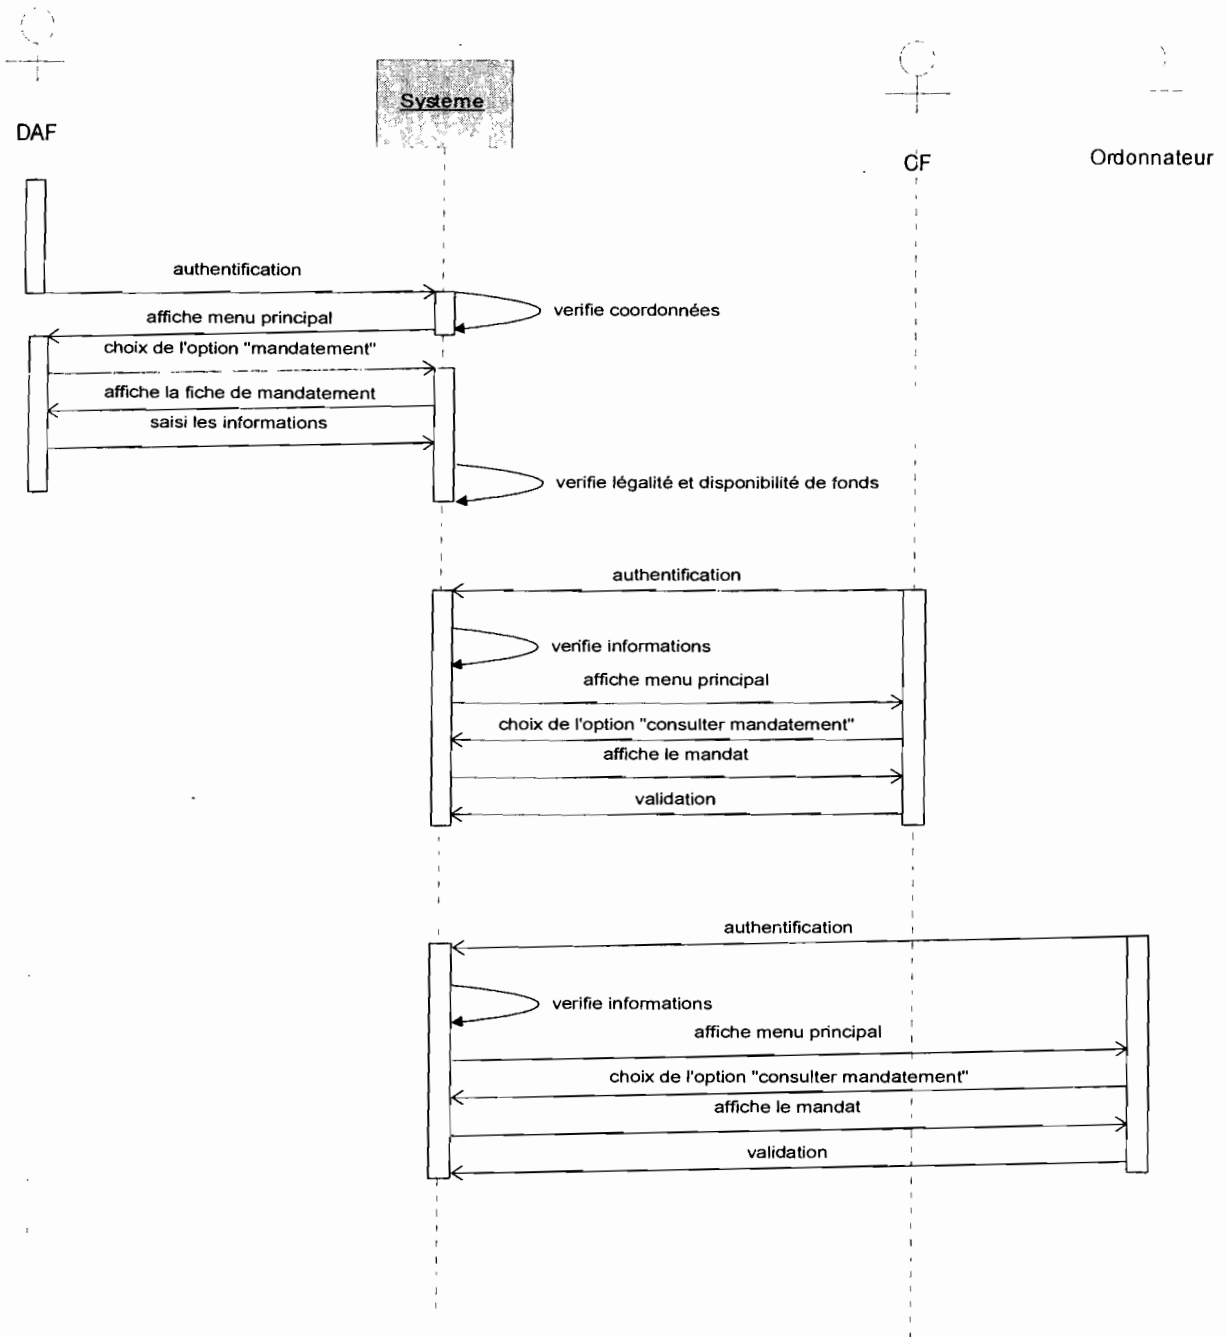 DAF
Système
CF
Ordonnateur
authentification
verifie coordonnées
affiche menu principal
choix de l'option "mandatement"
affiche la fiche de mandatement
saisi les informations
verifie légalité et disponibilité de fonds
authentification
verifie informations
affiche menu principal
choix de l'option "consulter mandatement"
affiche le mandat
validation
authentification
verifie informations
affiche menu principal
choix de l'option "consulter mandatement"
affiche le mandat
validation